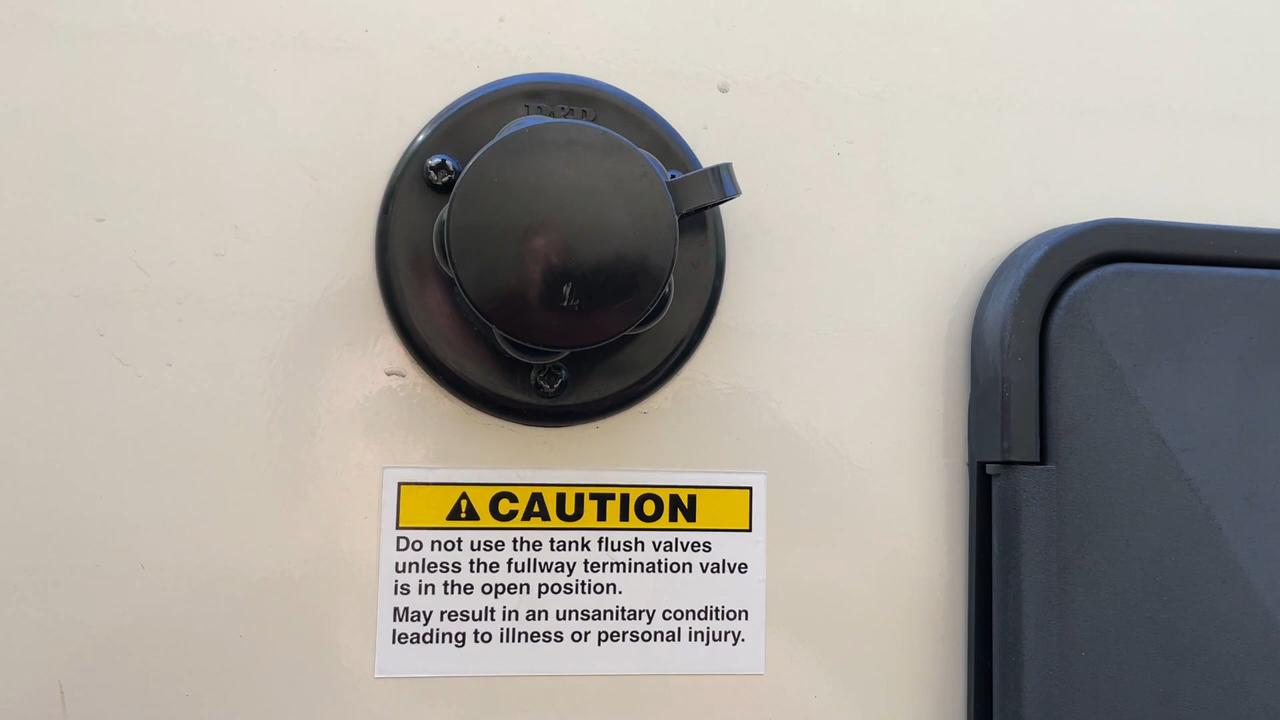 CAUTION
Do not use the tank flush valves
unless the fullway termination valve
is in the open position.
May result in an unsanitary condition
leading to illness or personal injury.